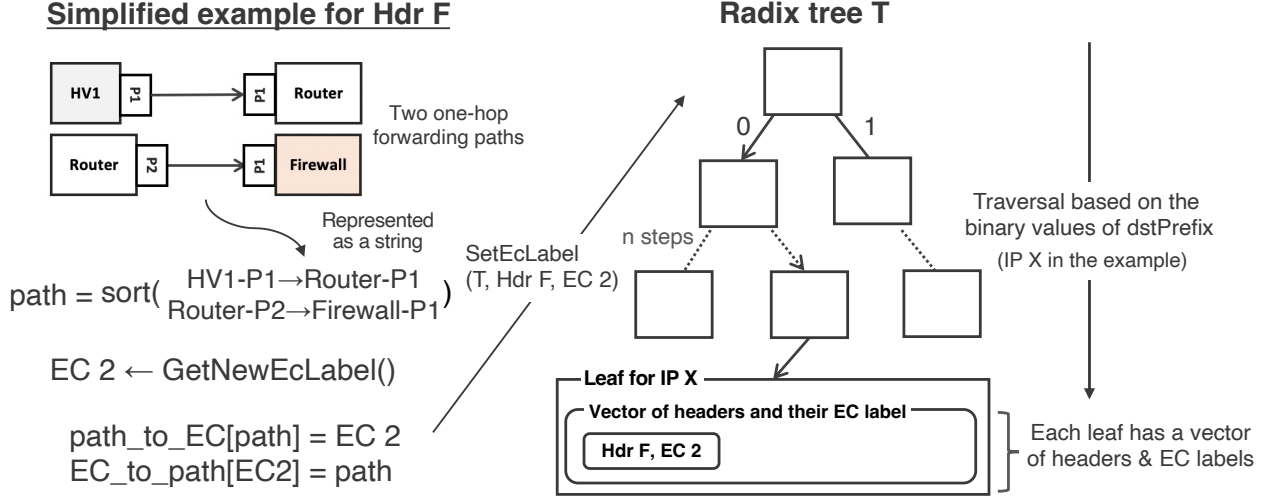 Simplified example for Hdr F
HV1
P1
P1
Router
Router
P2
P1
Firewall
Two one-hop
forwarding paths
Represented
as a string
path = sort(
HV1-P1→Router-P1
Router-P2→Firewall-P1
)
EC 2 ← GetNewEcLabel()
path_to_EC[path] = EC 2
EC_to_path[EC2] = path
SetEcLabel
(T, Hdr F, EC 2)
Radix tree T
0
1
n steps
Leaf for IP X
Vector of headers and their EC label
Hdr F, EC 2
Traversal based on the
binary values of dstPrefix
(IP X in the example)
Each leaf has a vector
of headers & EC labels